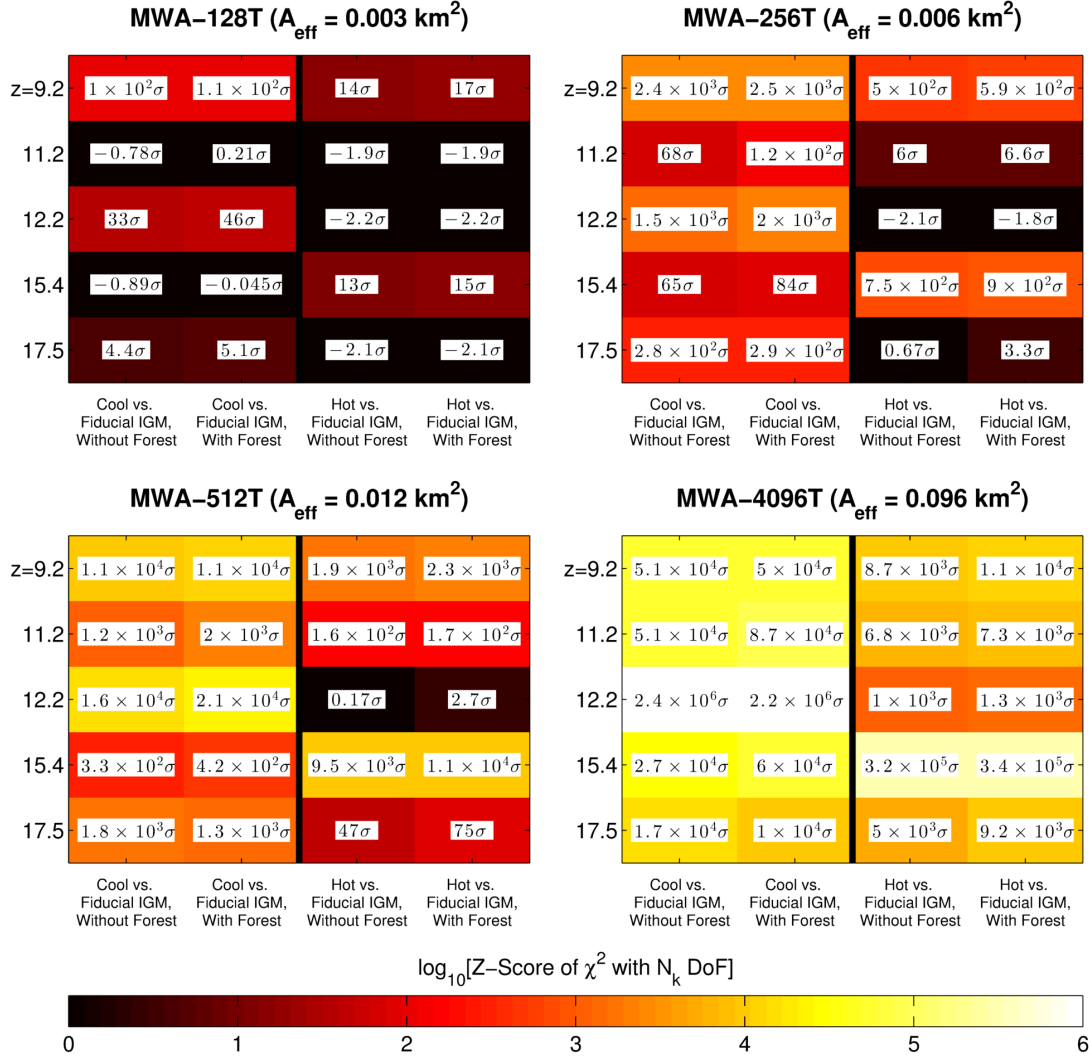 MWA−128T (A_eff = 0.003 km²)
z=9.2 1 × 10²σ 1.1 × 10²σ 14σ 17σ
11.2 −0.78σ 0.21σ −1.9σ −1.9σ
12.2 33σ 46σ −2.2σ −2.2σ
15.4 −0.89σ −0.045σ 13σ 15σ
17.5 4.4σ 5.1σ −2.1σ −2.1σ
Cool vs. Cool vs. Hot vs. Hot vs.
Fiducial IGM, Fiducial IGM, Fiducial IGM, Fiducial IGM,
Without Forest With Forest Without Forest With Forest
MWA−256T (A_eff = 0.006 km²)
z=9.2 2.4 × 10³σ 2.5 × 10³σ 5 × 10²σ 5.9 × 10²σ
11.2 68σ 1.2 × 10²σ 6σ 6.6σ
12.2 1.5 × 10³σ 2 × 10³σ −2.1σ −1.8σ
15.4 65σ 84σ 7.5 × 10²σ 9 × 10²σ
17.5 2.8 × 10²σ 2.9 × 10²σ 0.67σ 3.3σ
Cool vs. Cool vs. Hot vs. Hot vs.
Fiducial IGM, Fiducial IGM, Fiducial IGM, Fiducial IGM,
Without Forest With Forest Without Forest With Forest
MWA−512T (A_eff = 0.012 km²)
z=9.2 1.1 × 10⁴σ 1.1 × 10⁴σ 1.9 × 10³σ 2.3 × 10³σ
11.2 1.2 × 10³σ 2 × 10³σ 1.6 × 10²σ 1.7 × 10²σ
12.2 1.6 × 10⁴σ 2.1 × 10⁴σ 0.17σ 2.7σ
15.4 3.3 × 10²σ 4.2 × 10²σ 9.5 × 10³σ 1.1 × 10⁴σ
17.5 1.8 × 10³σ 1.3 × 10³σ 47σ 75σ
Cool vs. Cool vs. Hot vs. Hot vs.
Fiducial IGM, Fiducial IGM, Fiducial IGM, Fiducial IGM,
Without Forest With Forest Without Forest With Forest
MWA−4096T (A_eff = 0.096 km²)
z=9.2 5.1 × 10⁴σ 5 × 10⁴σ 8.7 × 10³σ 1.1 × 10⁴σ
11.2 5.1 × 10⁴σ 8.7 × 10⁴σ 6.8 × 10³σ 7.3 × 10³σ
12.2 2.4 × 10⁶σ 2.2 × 10⁶σ 1 × 10³σ 1.3 × 10³σ
15.4 2.7 × 10⁴σ 6 × 10⁴σ 3.2 × 10⁵σ 3.4 × 10⁵σ
17.5 1.7 × 10⁴σ 1 × 10⁴σ 5 × 10³σ 9.2 × 10³σ
Cool vs. Cool vs. Hot vs. Hot vs.
Fiducial IGM, Fiducial IGM, Fiducial IGM, Fiducial IGM,
Without Forest With Forest Without Forest With Forest
log₁₀[Z−Score of χ² with N_k DoF]
0 1 2 3 4 5 6